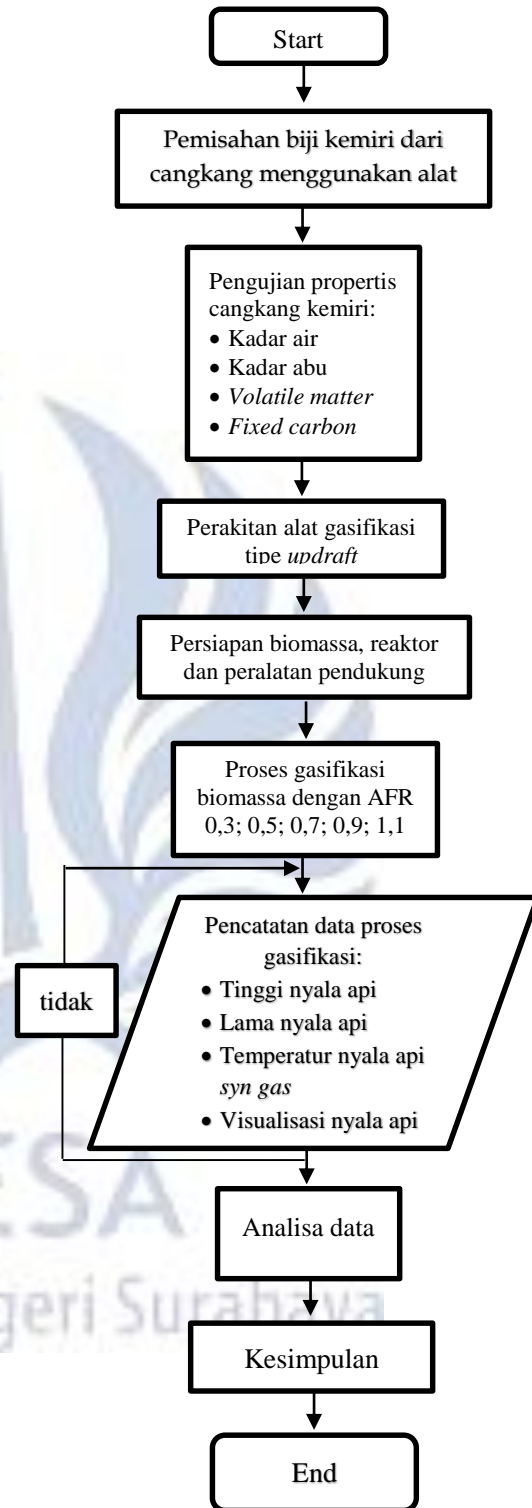 Start
Pemisahan biji kemiri dari
cangkang menggunakan alat
Pengujian propertis
cangkang kemiri:
• Kadar air
• Kadar abu
• Volatile matter
• Fixed carbon
Perakitan alat gasifikasi
tipe updraft
Persiapan biomassa, reaktor
dan peralatan pendukung
Proses gasifikasi
biomassa dengan AFR
0,3; 0,5; 0,7; 0,9; 1,1
Pencatatan data proses
gasifikasi:
• Tinggi nyala api
• Lama nyala api
• Temperatur nyala api
syn gas
• Visualisasi nyala api
tidak
Analisa data
Kesimpulan
End
ESA
geri Surabaya